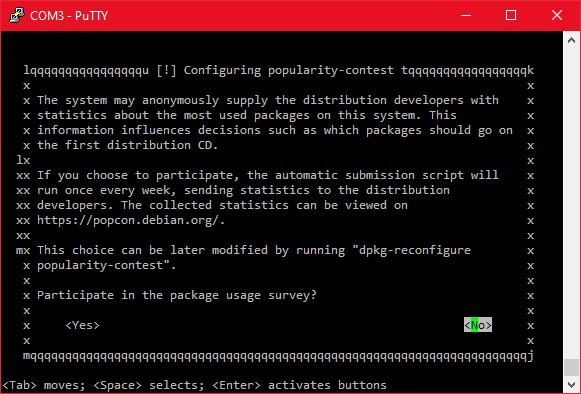 COM3 - PuTTY
lqqqqqqqqqqqqqqqqu [!] Configuring popularity-contest tqqqqqqqqqqqqqqqqqk
x x
x The system may anonymously supply the distribution developers with x
x statistics about the most used packages on this system. This x
x information influences decisions such as which packages should go on x
x the first distribution CD. x
lx x
xx If you choose to participate, the automatic submission script will x
xx run once every week, sending statistics to the distribution x
xx developers. The collected statistics can be viewed on x
xx https://popcon.debian.org/. x
xx x
mx This choice can be later modified by running "dpkg-reconfigure x
x popularity-contest". x
x x
x Participate in the package usage survey? x
x x
x <Yes> <No> x
x x
mqqqqqqqqqqqqqqqqqqqqqqqqqqqqqqqqqqqqqqqqqqqqqqqqqqqqqqqqqqqqqqqqqqqqqqqj
<Tab> moves; <Space> selects; <Enter> activates buttons